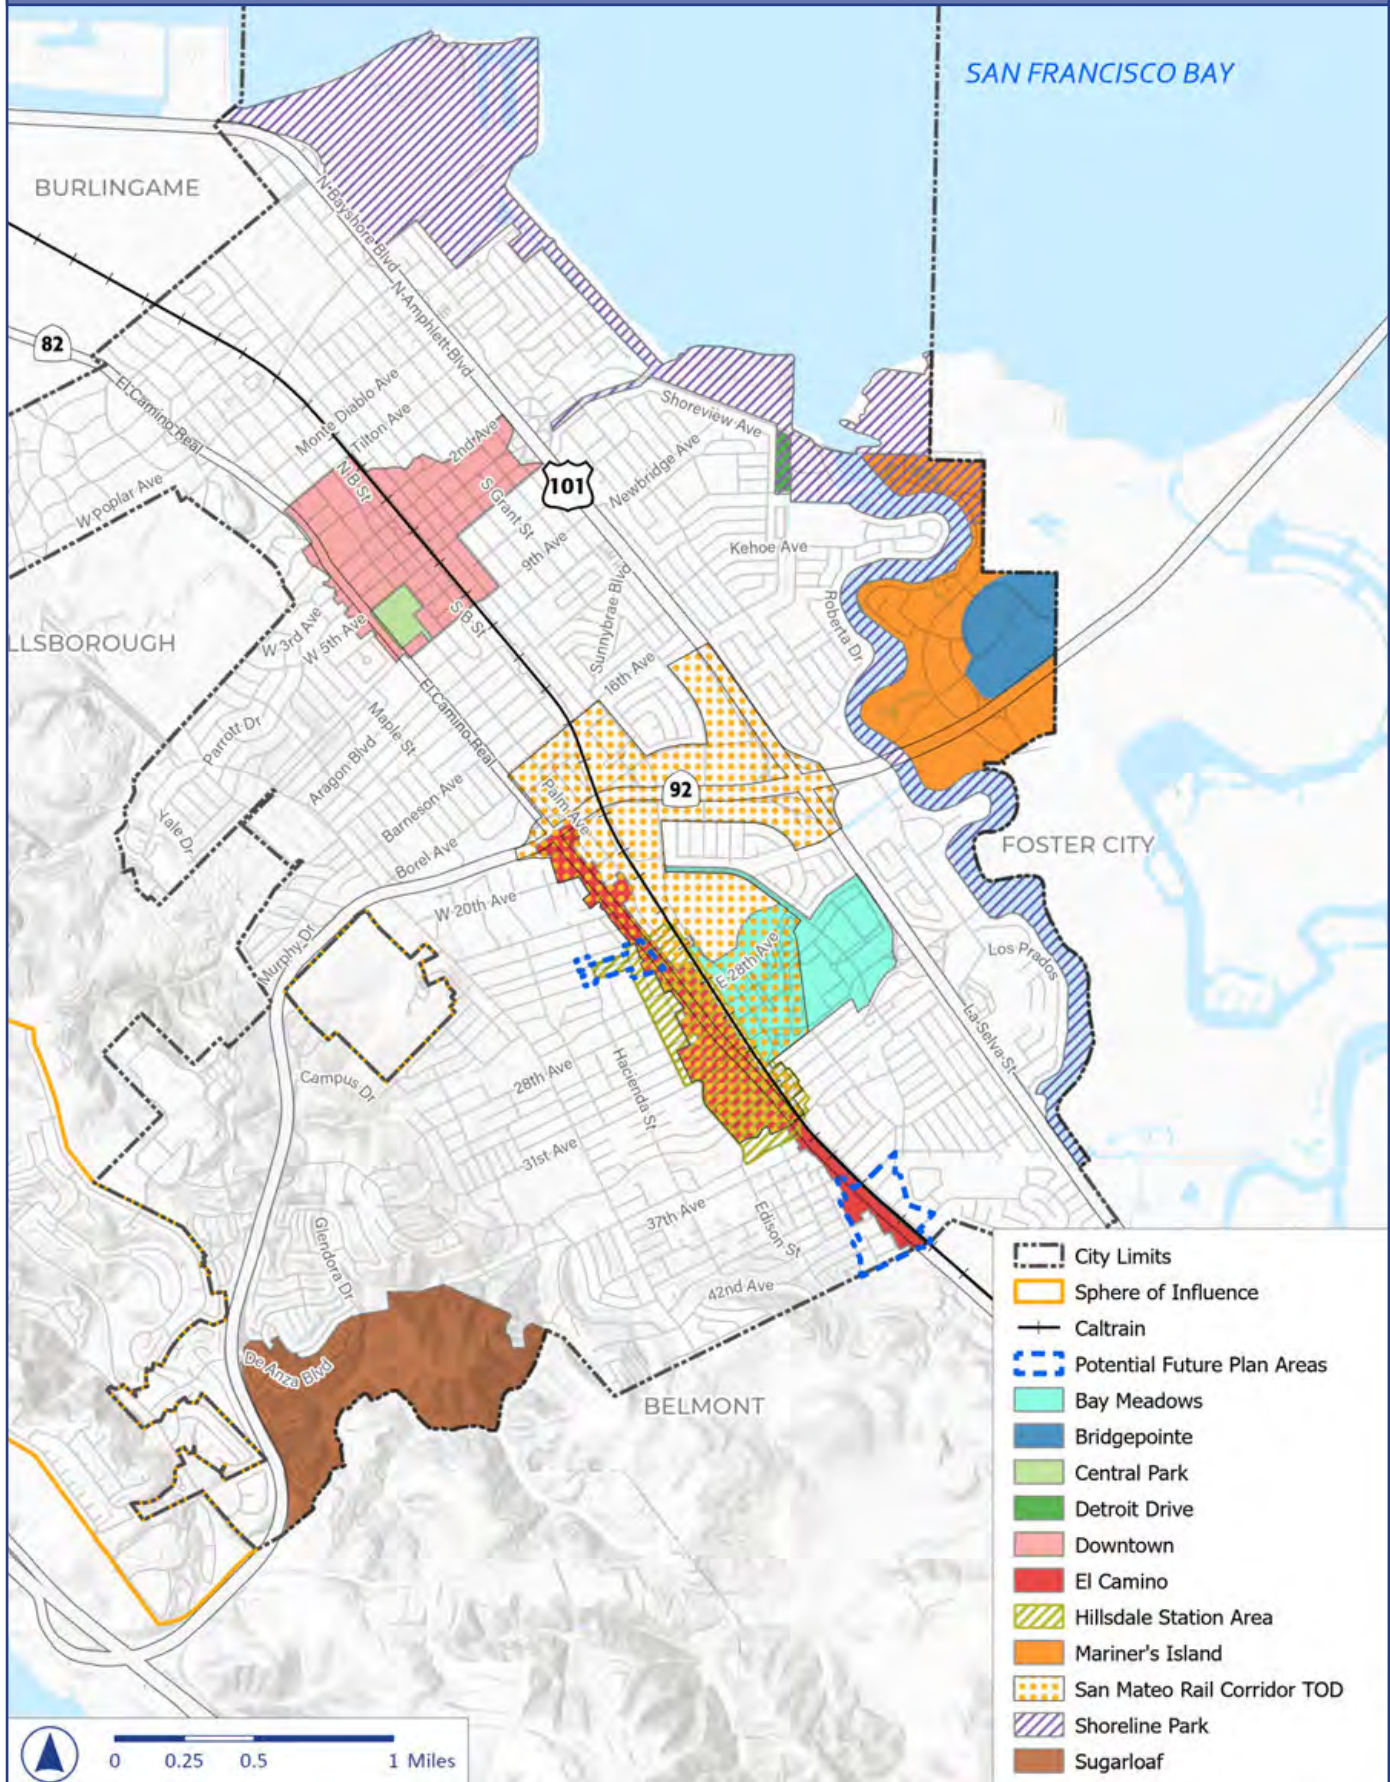 SAN FRANCISCO BAY
BURLINGAME
N Bayshore Blvd
N Amphlett Blvd
82
El Camino Real
Monte Diablo Ave
Tilton Ave
2nd Ave
Shoreview Ave
N B St
W Poplar Ave
S Grant St
101
Newbridge Ave
9th Ave
Kehoe Ave
Sunnybrae Blvd
Roberta Dr
LLSBOROUGH
W 3rd Ave
W 5th Ave
S B St
16th Ave
El Camino Real
Maple St
Parrott Dr
Aragon Blvd
Barneson Ave
Palm Ave
92
Yale Dr
Borel Ave
FOSTER CITY
W 20th Ave
Murphy Dr
E 28th Ave
Los Prados
La Selva St
Campus Dr
28th Ave
Hacienda St
31st Ave
37th Ave
Edison St
Glendora Dr
42nd Ave
De Anza Blvd
BELMONT
City Limits
Sphere of Influence
Caltrain
Potential Future Plan Areas
Bay Meadows
Bridgepointe
Central Park
Detroit Drive
Downtown
El Camino
Hillsdale Station Area
Mariner's Island
San Mateo Rail Corridor TOD
Shoreline Park
Sugarloaf
0 0.25 0.5 1 Miles